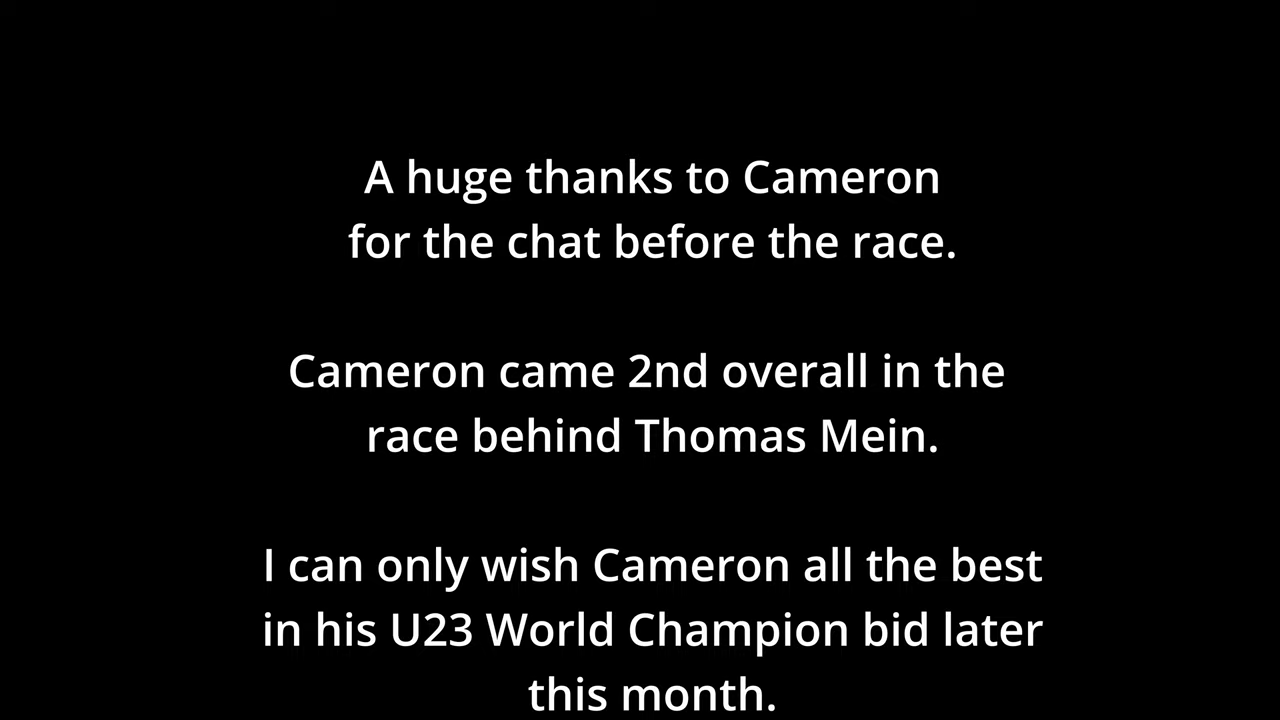 A huge thanks to Cameron
for the chat before the race.
Cameron came 2nd overall in the
race behind Thomas Mein.
I can only wish Cameron all the best
in his U23 World Champion bid later
this month.